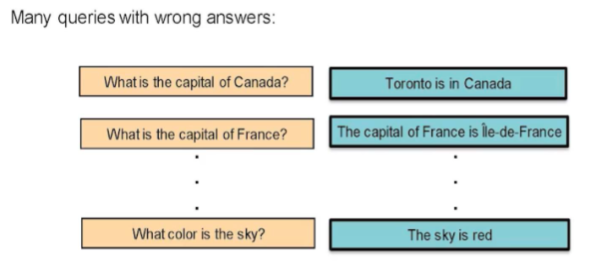 Many queries with wrong answers:
What is the capital of Canada?
Toronto is in Canada
What is the capital of France?
The capital of France is Île-de-France
What color is the sky?
The sky is red